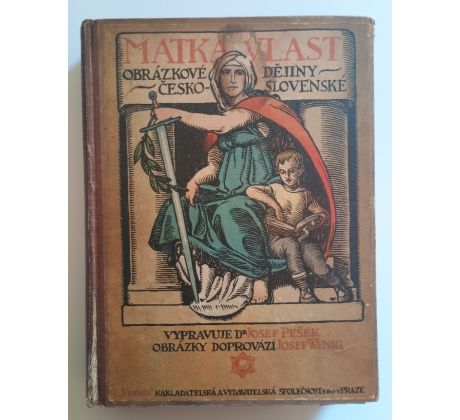 MATKA VLAST
OBRÁZKOVÉ DĚJINY
ČESKO-SLOVENSKÉ
VYPRAVUJE DR JOSEF PEŠEK
OBRÁZKY DOPROVÁZÍ JOSEF WENIG
NAKLADATELSKÁ A VYDAVATELSKÁ SPOLEČNOST S.R.O. V PRAZE